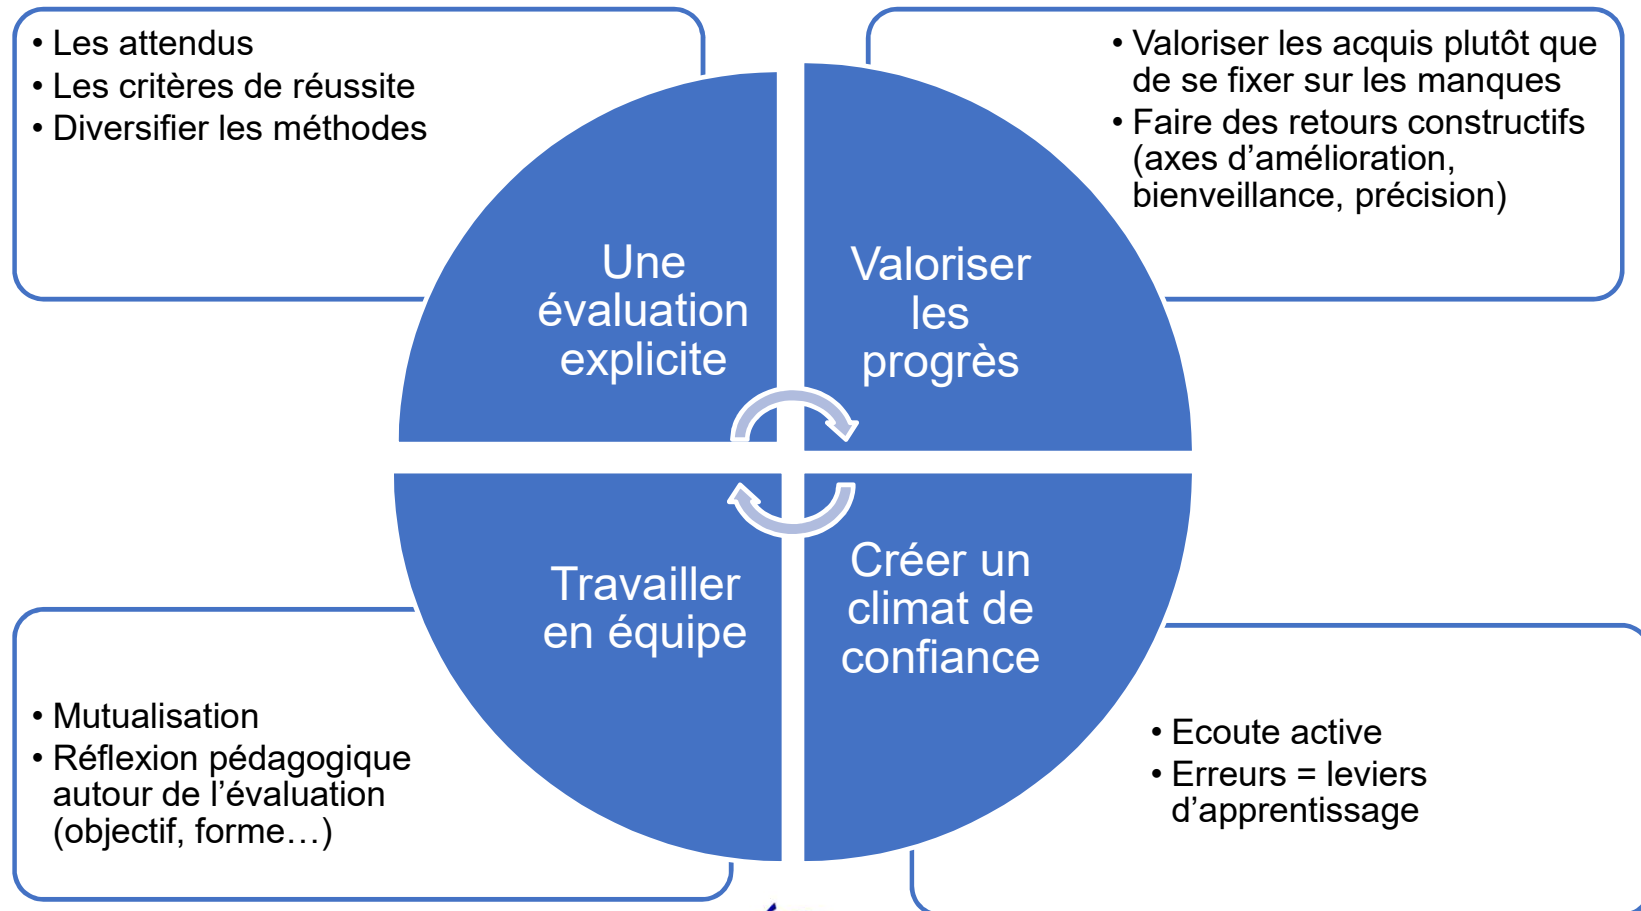 • Les attendus
• Les critères de réussite
• Diversifier les méthodes
• Valoriser les acquis plutôt que
de se fixer sur les manques
• Faire des retours constructifs
(axes d’amélioration,
bienveillance, précision)
Une
évaluation
explicite
Valoriser
les
progrès
Travailler
en équipe
Créer un
climat de
confiance
• Mutualisation
• Réflexion pédagogique
autour de l’évaluation
(objectif, forme…)
• Ecoute active
• Erreurs = leviers
d’apprentissage